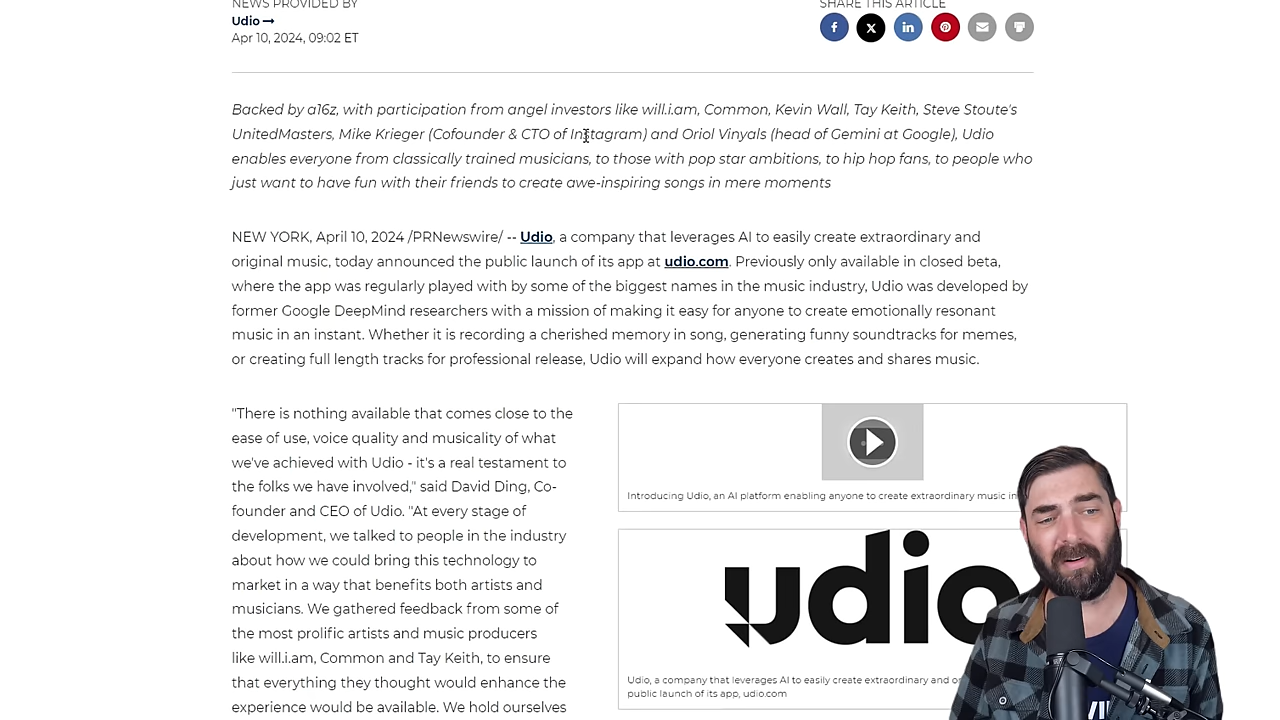 NEWS PROVIDED BY
Udio
Apr 10, 2024, 09:02 ET
SHARE THIS ARTICLE
Backed by a16z, with participation from angel investors like will.i.am, Common, Kevin Wall, Tay Keith, Steve Stoute's
UnitedMasters, Mike Krieger (Cofounder & CTO of Instagram) and Oriol Vinyals (head of Gemini at Google), Udio
enables everyone from classically trained musicians, to those with pop star ambitions, to hip hop fans, to people who
just want to have fun with their friends to create awe-inspiring songs in mere moments
NEW YORK, April 10, 2024 /PRNewswire/ -- Udio, a company that leverages AI to easily create extraordinary and
original music, today announced the public launch of its app at udio.com. Previously only available in closed beta,
where the app was regularly played with by some of the biggest names in the music industry, Udio was developed by
former Google DeepMind researchers with a mission of making it easy for anyone to create emotionally resonant
music in an instant. Whether it is recording a cherished memory in song, generating funny soundtracks for memes,
or creating full length tracks for professional release, Udio will expand how everyone creates and shares music.
"There is nothing available that comes close to the
ease of use, voice quality and musicality of what
we've achieved with Udio - it's a real testament to
the folks we have involved," said David Ding, Co-
founder and CEO of Udio. "At every stage of
development, we talked to people in the industry
about how we could bring this technology to
market in a way that benefits both artists and
musicians. We gathered feedback from some of
the most prolific artists and music producers
like will.i.am, Common and Tay Keith, to ensure
that everything they thought would enhance the
experience would be available. We hold ourselves
Introducing Udio, an AI platform enabling anyone to create extraordinary music in
udio
Udio, a company that leverages AI to easily create extraordinary and
public launch of its app, udio.com